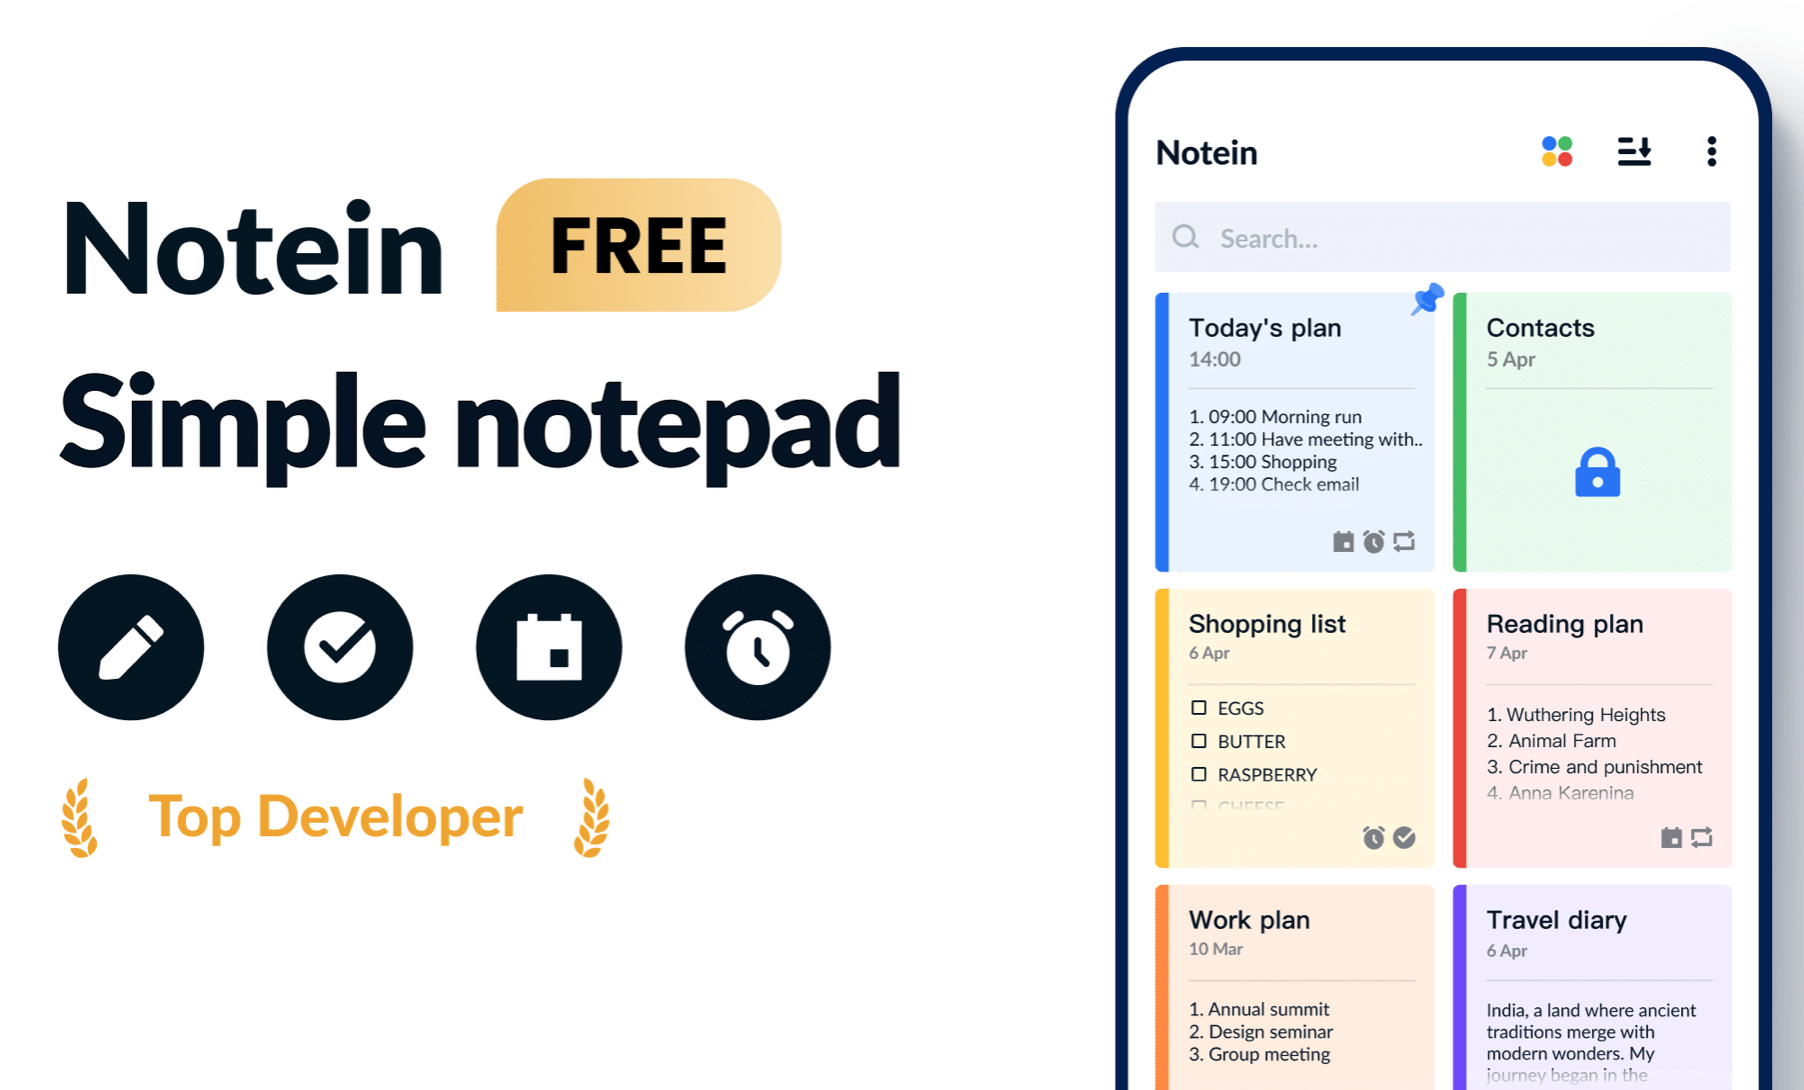 Notein FREE
Simple notepad
Top Developer
Notein
Search...
Today's plan
14:00
1. 09:00 Morning run
2. 11:00 Have meeting with..
3. 15:00 Shopping
4. 19:00 Check email
Contacts
5 Apr
Shopping list
6 Apr
EGGS
BUTTER
RASPBERRY
CHEESE
Reading plan
7 Apr
1. Wuthering Heights
2. Animal Farm
3. Crime and punishment
4. Anna Karenina
Work plan
10 Mar
1. Annual summit
2. Design seminar
3. Group meeting
Travel diary
6 Apr
India, a land where ancient
traditions merge with
modern wonders. My
journey began in the